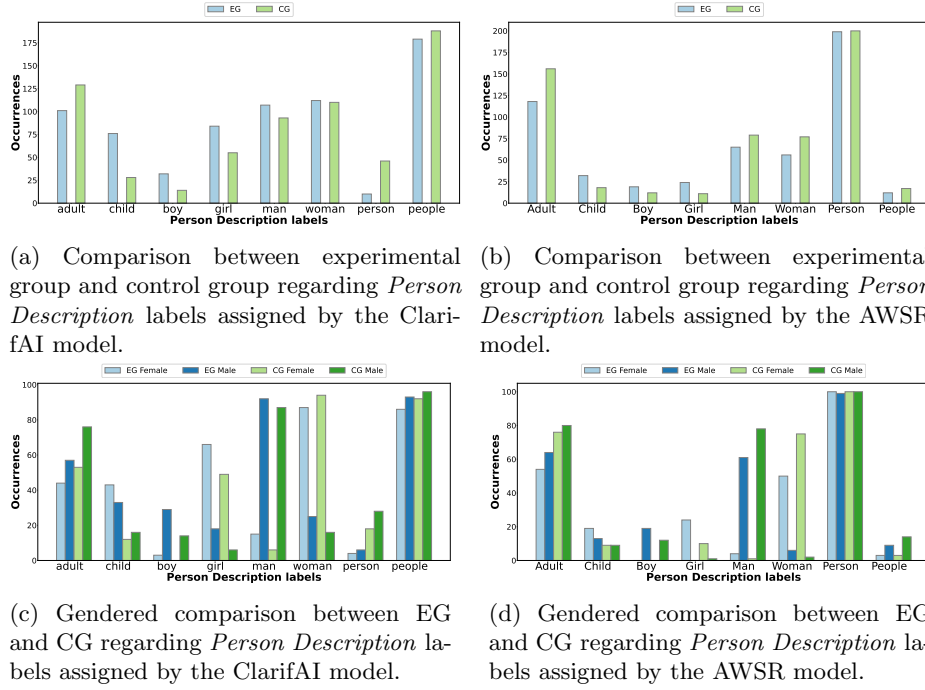 EG CG
175
150
125
100
75
50
25
0
Occurrences
adult child boy girl man woman person people
Person Description labels
EG CG
200
175
150
125
100
75
50
25
0
Occurrences
Adult Child Boy Girl Man Woman Person People
Person Description labels
(a) Comparison between experimental
group and control group regarding Person
Description labels assigned by the Clari-
fAI model.
(b) Comparison between experimenta
group and control group regarding Person
Description labels assigned by the AWSR
model.
EG Female EG Male CG Female CG Male
100
80
60
40
20
0
Occurrences
adult child boy girl man woman person people
Person Description labels
EG Female EG Male CG Female CG Male
100
80
60
40
20
0
Occurrences
Adult Child Boy Girl Man Woman Person People
Person Description labels
(c) Gendered comparison between EG
and CG regarding Person Description la-
bels assigned by the ClarifAI model.
(d) Gendered comparison between EG
and CG regarding Person Description la-
bels assigned by the AWSR model.